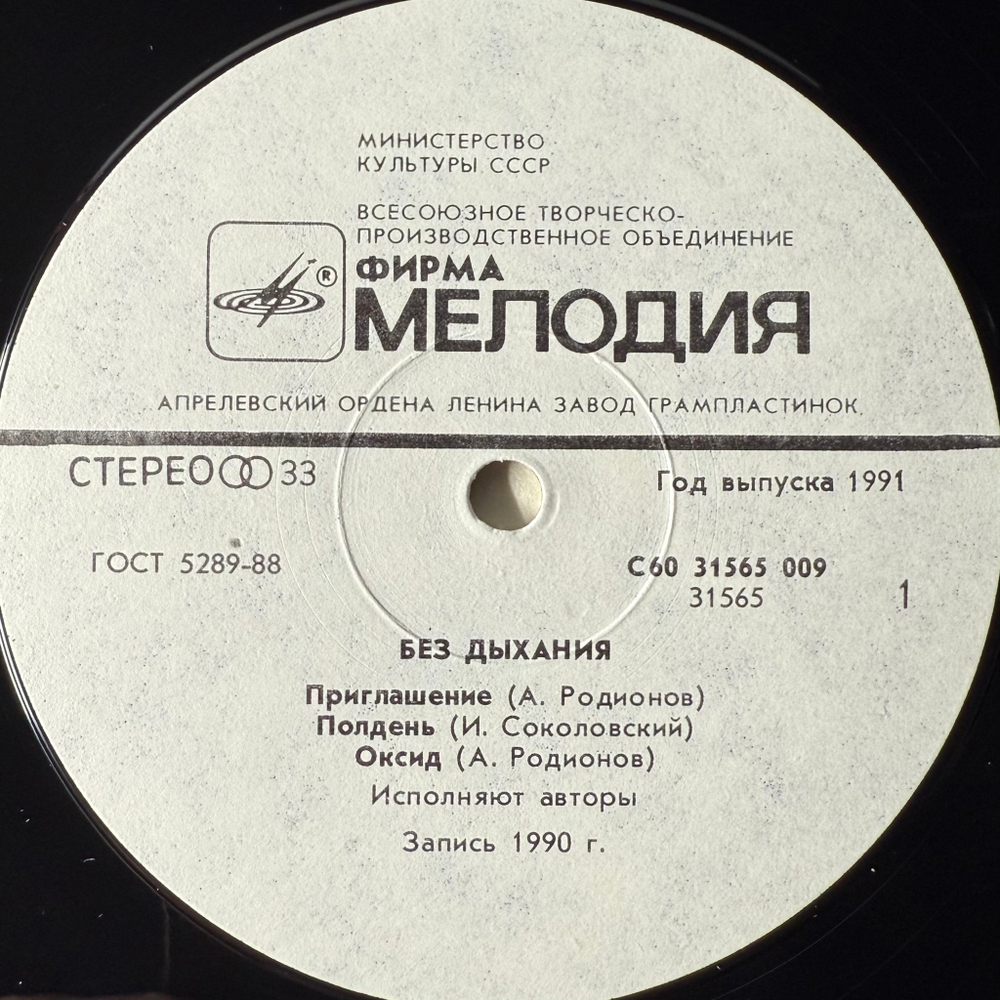 МИНИСТЕРСТВО
КУЛЬТУРЫ СССР
ВСЕСОЮЗНОЕ ТВОРЧЕСКО-
ПРОИЗВОДСТВЕННОЕ ОБЪЕДИНЕНИЕ
®
ФИРМА
МЕЛОДИЯ
АПРЕЛЕВСКИЙ ОРДЕНА ЛЕНИНА ЗАВОД ГРАМПЛАСТИНОК
СТЕРЕО 33
Год выпуска 1991
ГОСТ 5289-88
С60 31565 009
31565
1
БЕЗ ДЫХАНИЯ
Приглашение (А. Родионов)
Полдень (И. Соколовский)
Оксид (А. Родионов)
Исполняют авторы
Запись 1990 г.